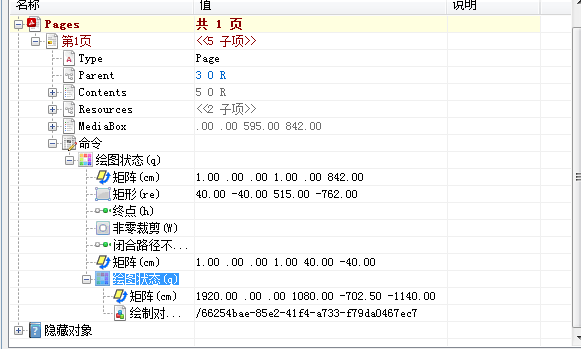 名称 值 说明
Pages 共 1 页
第1页 <<5 子项>>
Type Page
Parent 3 0 R
Contents 5 0 R
Resources <<2 子项>>
MediaBox .00 .00 595.00 842.00
命令
绘图状态(q)
矩阵(cm) 1.00 .00 .00 1.00 .00 842.00
矩形(re) 40.00 -40.00 515.00 -762.00
终点(h)
非零裁剪(W)
闭合路径不...
矩阵(cm) 1.00 .00 .00 1.00 40.00 -40.00
绘图状态(q)
矩阵(cm) 1920.00 .00 .00 1080.00 -702.50 -1140.00
绘制对... /66254bae-85e2-41f4-a733-f79da0467ec7
隐藏对象